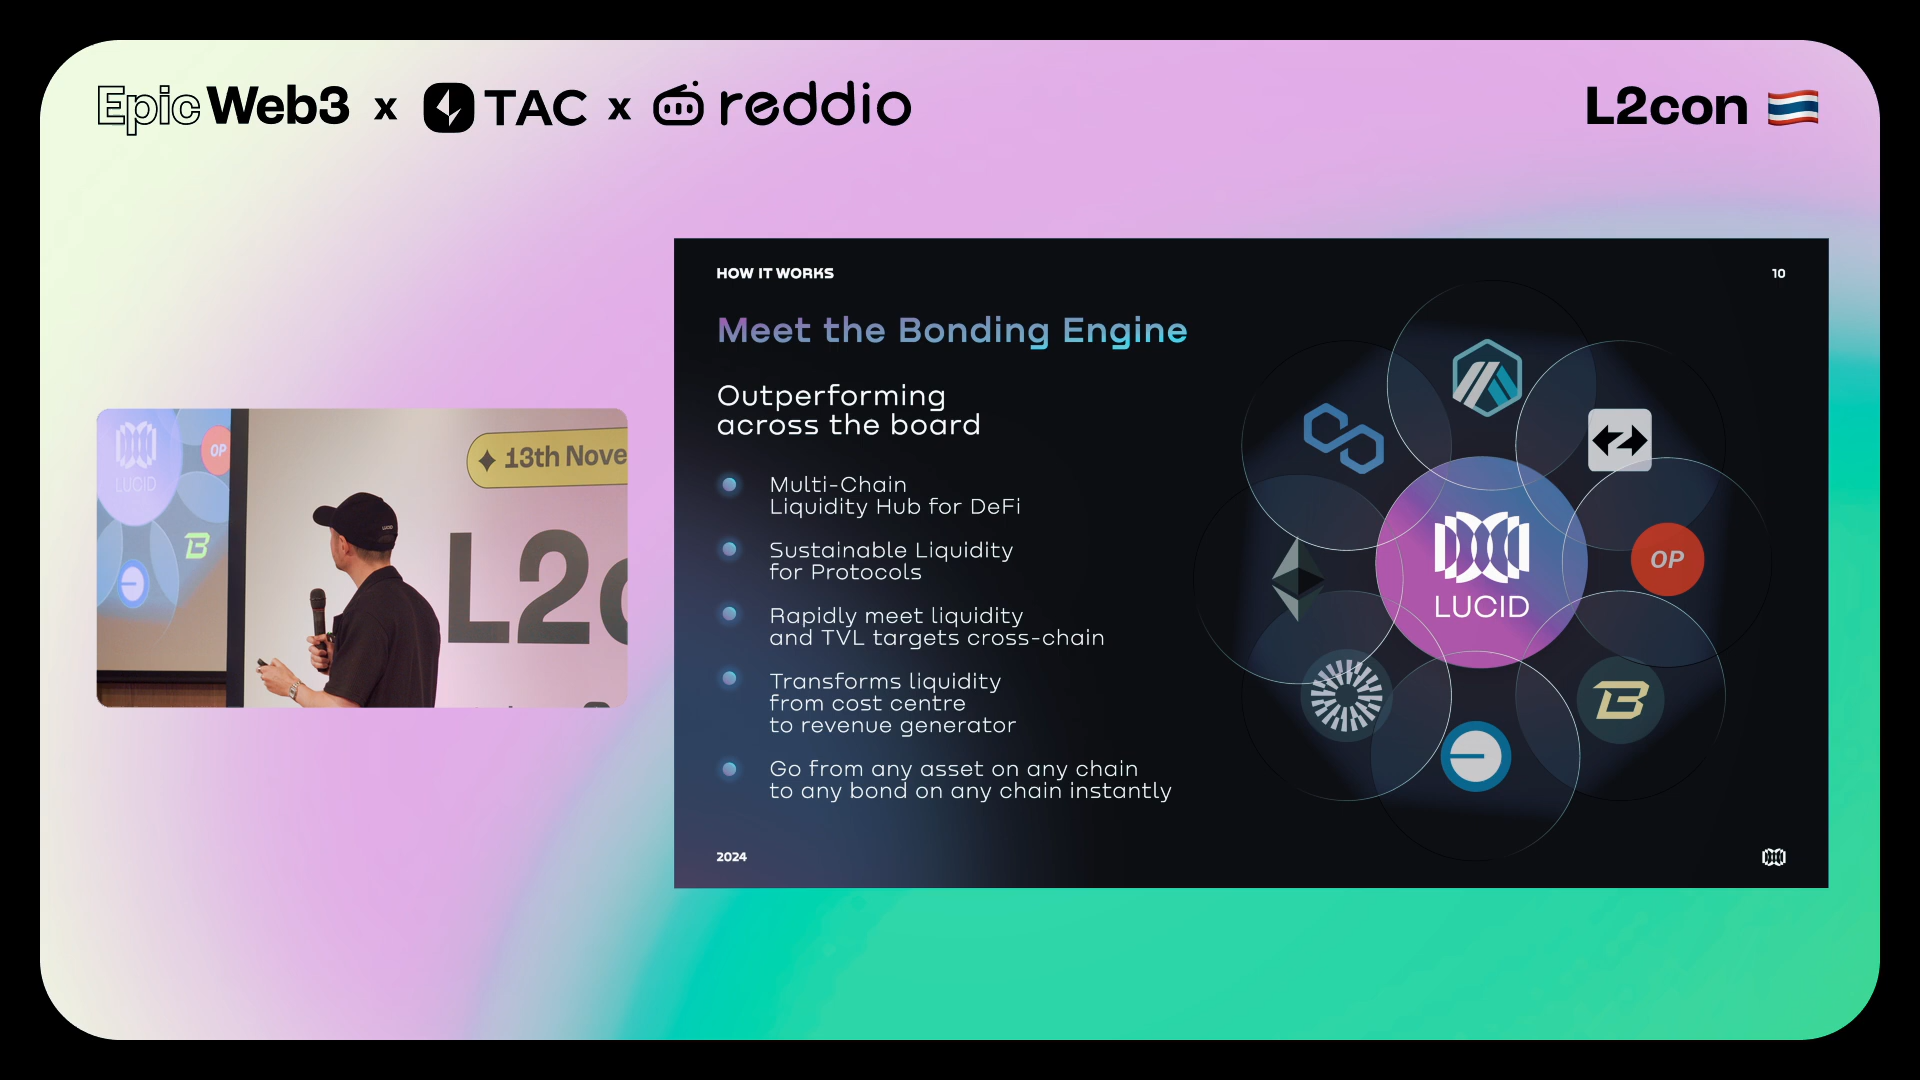 Epic Web3 x TAC x reddio
L2con
HOW IT WORKS
10
Meet the Bonding Engine
Outperforming
across the board
Multi-Chain
Liquidity Hub for DeFi
Sustainable Liquidity
for Protocols
Rapidly meet liquidity
and TVL targets cross-chain
Transforms liquidity
from cost centre
to revenue generator
Go from any asset on any chain
to any bond on any chain instantly
2024
LUCID
OP
LUCID
OP
13th Nove
L2c